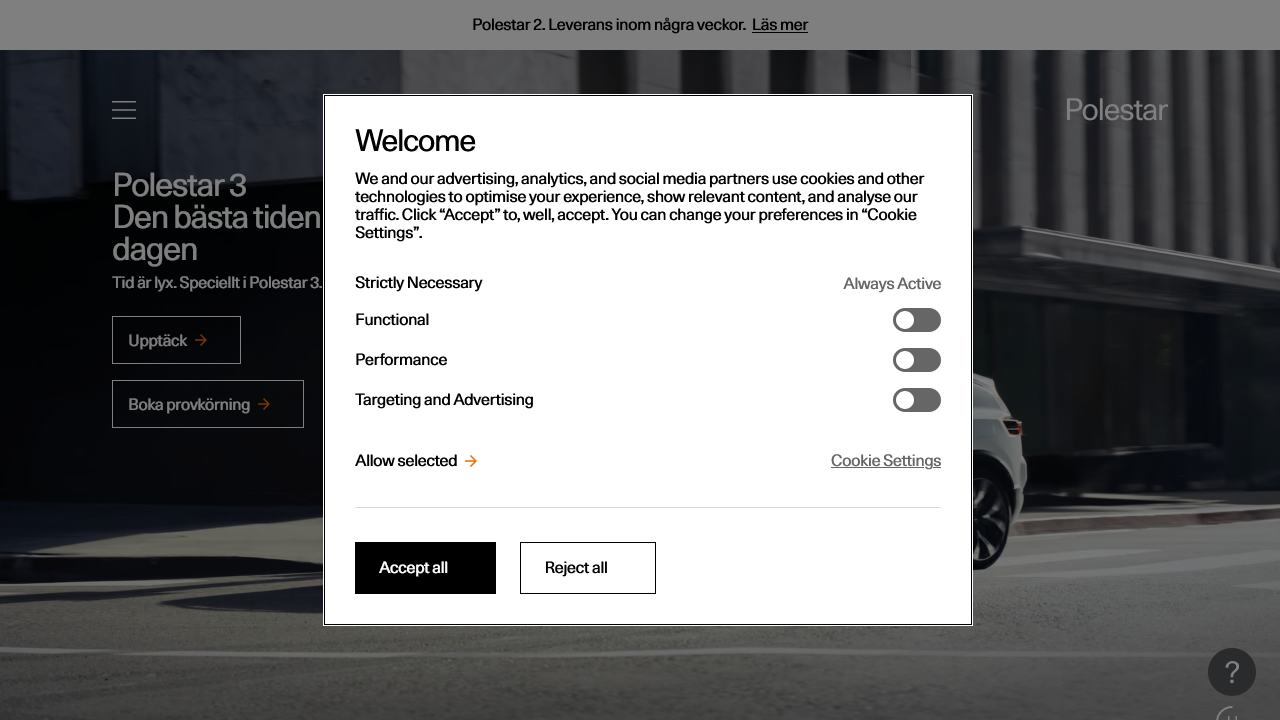 Polestar 2. Leverans inom några veckor. Läs mer
Polestar
Polestar 3
Den bästa tiden
dagen
Tid är lyx. Speciellt i Polestar 3.
Upptäck →
Boka provkörning →
Welcome
We and our advertising, analytics, and social media partners use cookies and other
technologies to optimise your experience, show relevant content, and analyse our
traffic. Click “Accept” to, well, accept. You can change your preferences in “Cookie
Settings”.
Strictly Necessary Always Active
Functional
Performance
Targeting and Advertising
Allow selected → Cookie Settings
Accept all Reject all
?